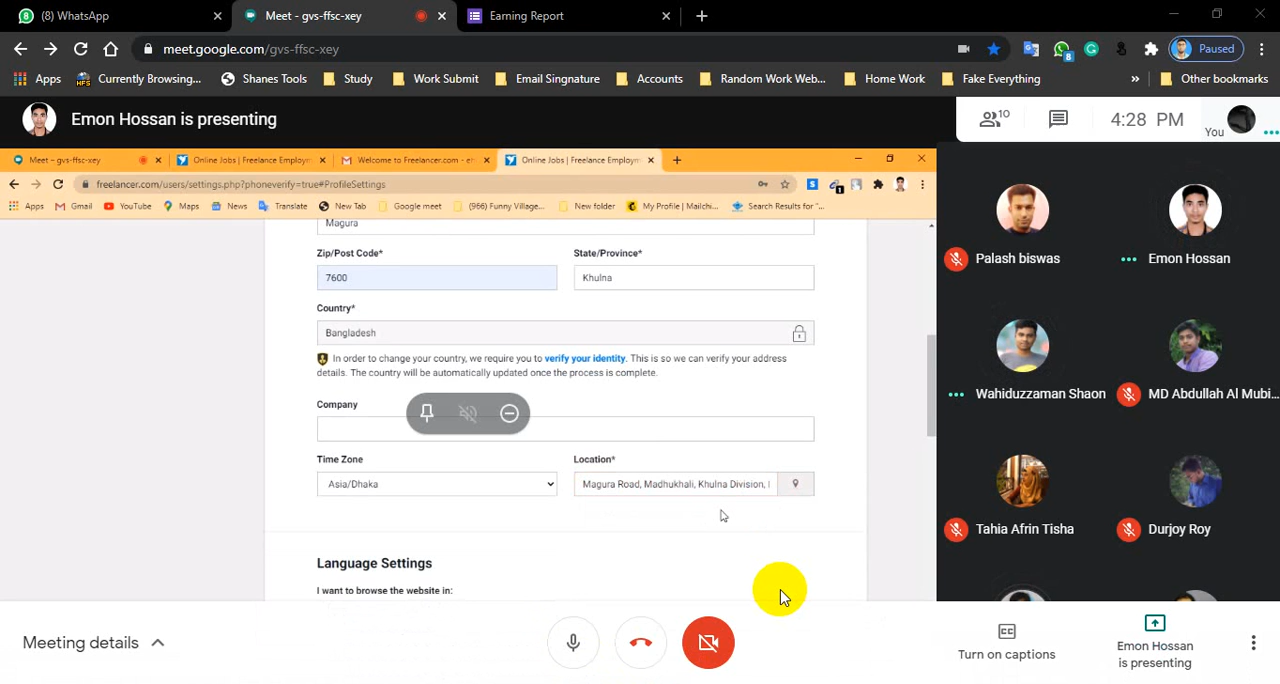 8 (8) WhatsApp
Meet - gvs-ffsc-xey
Earning Report
meet.google.com/gvs-ffsc-xey
8
Paused
Apps
Currently Browsing...
Shanes Tools
Study
Work Submit
Email Singnature
Accounts
Random Work Web...
Home Work
Fake Everything
»
Other bookmarks
Emon Hossan is presenting
10
4:28 PM
You
Meet – gvs-ffsc-xey
Online Jobs | Freelance Employm
Welcome to Freelancer.com - eh
Online Jobs | Freelance Employm
freelancer.com/users/settings.php?phoneverify=true#ProfileSettings
Apps
Gmail
YouTube
Maps
News
Translate
New Tab
Google meet
(966) Funny Village...
New folder
My Profile | Mailchi...
Search Results for "...
Magura
Zip/Post Code*
State/Province*
7600
Khulna
Country*
Bangladesh
In order to change your country, we require you to verify your identity. This is so we can verify your address
details. The country will be automatically updated once the process is complete.
Company
Time Zone
Location*
Asia/Dhaka
Magura Road, Madhukhali, Khulna Division,
Language Settings
I want to browse the website in:
Palash biswas
Emon Hossan
Wahiduzzaman Shaon
MD Abdullah Al Mubi...
Tahia Afrin Tisha
Durjoy Roy
Meeting details
Turn on captions
Emon Hossan
is presenting